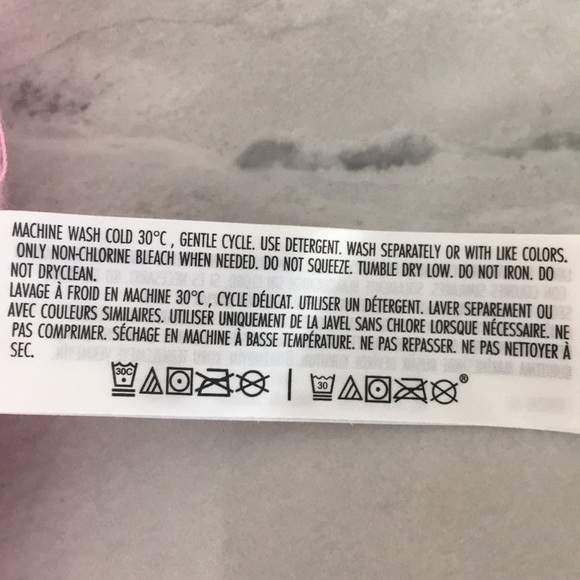 MACHINE WASH COLD 30°C , GENTLE CYCLE. USE DETERGENT. WASH SEPARATELY OR WITH LIKE COLORS.
ONLY NON-CHLORINE BLEACH WHEN NEEDED. DO NOT SQUEEZE. TUMBLE DRY LOW. DO NOT IRON. DO
NOT DRYCLEAN.
LAVAGE À FROID EN MACHINE 30°C , CYCLE DÉLICAT. UTILISER UN DÉTERGENT. LAVER SEPAREMENT OU
AVEC COULEURS SIMILAIRES. UTILISER UNIQUEMENT DE LA JAVEL SANS CHLORE LORSQUE NÉCESSAIRE. NE
PAS COMPRIMER. SÉCHAGE EN MACHINE À BASSE TEMPÉRATURE. NE PAS REPASSER. NE PAS NETTOYER À
SEC.
30C | 30 ®